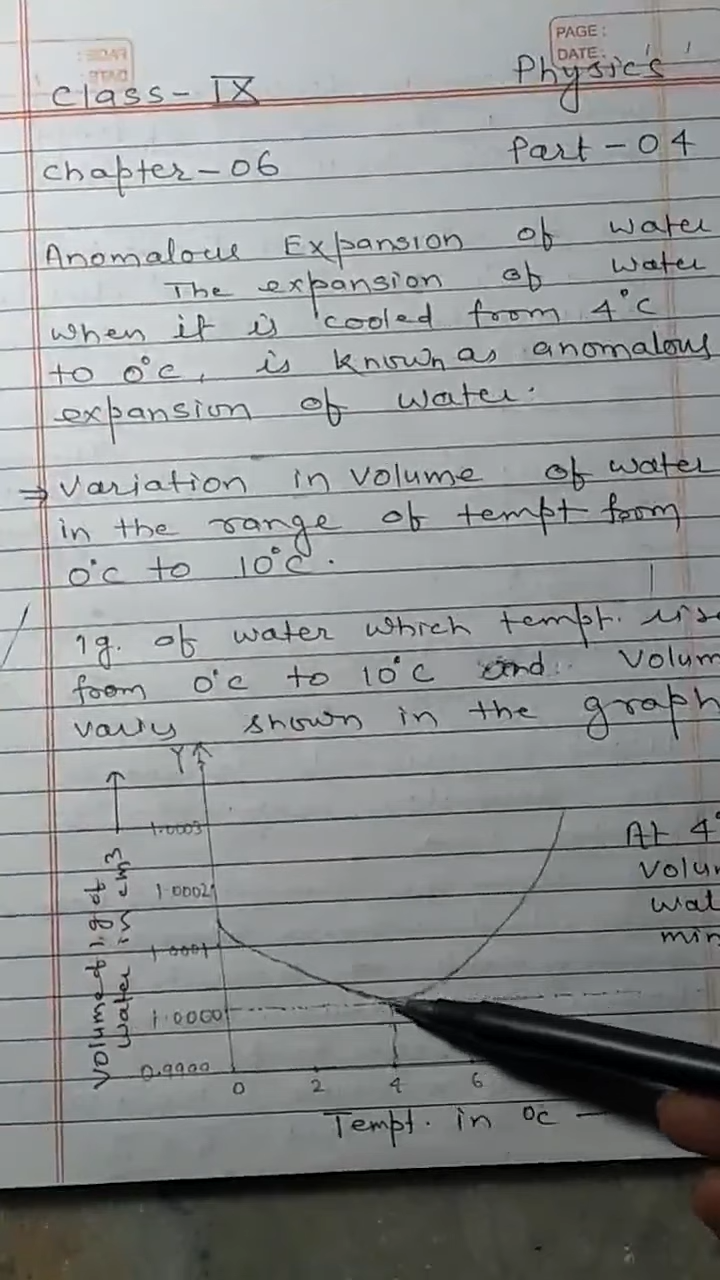 PAGE :
DATE :
Class - IX
Physic's
Chapter - 06
Part - 04
Anomalous Expansion of water
The expansion of water
when it is cooled from 4°C
to 0°C, is known as anomalous
expansion of water.
⇒ Variation in volume of water
in the range of tempt from
0°C to 10°C.
1g. of water which tempt. rise
from 0°C to 10°C and Volum
vary shown in the graph
Y
1.0003
1.0002
1.0001
1.0000
0.9999
Volume of 1g of
water in cm3
0 2 4 6
Tempt. in °C
At 4°
Volu
wat
min